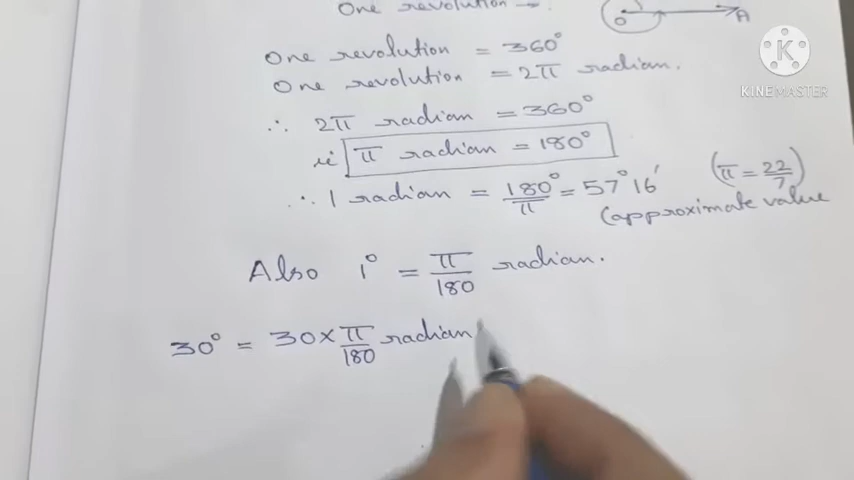 One revolution →
O A
One revolution = 360°
One revolution = 2π radian.
∴ 2π radian = 360°
ie π radian = 180°
∴ 1 radian = 180°/π = 57°16′ (π = 22/7)
(approximate value
Also 1° = π/180 radian.
30° = 30 × π/180 radian
KINEMASTER